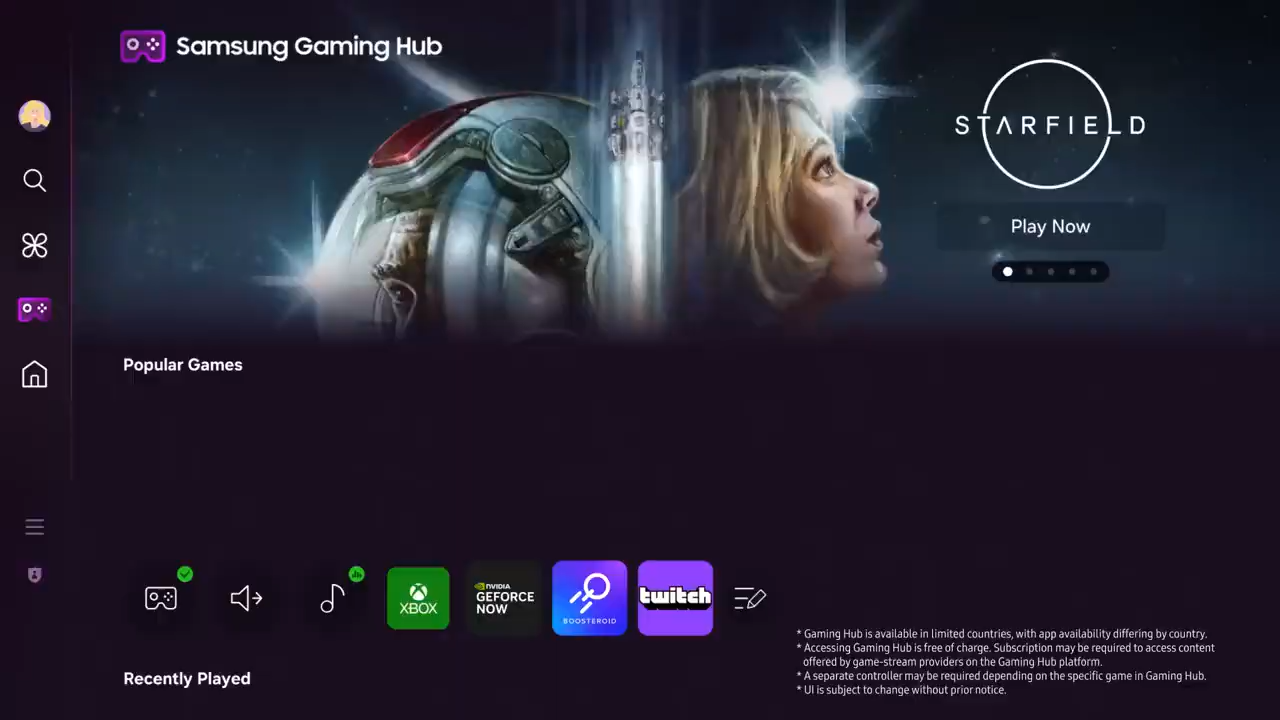 Samsung Gaming Hub
STARFIELD
Play Now
Popular Games
XBOX
NVIDIA
GEFORCE
NOW
BOOSTEROID
twitch
* Gaming Hub is available in limited countries, with app availability differing by country.
* Accessing Gaming Hub is free of charge. Subscription may be required to access content
offered by game-stream providers on the Gaming Hub platform.
* A separate controller may be required depending on the specific game in Gaming Hub.
* UI is subject to change without prior notice.
Recently Played